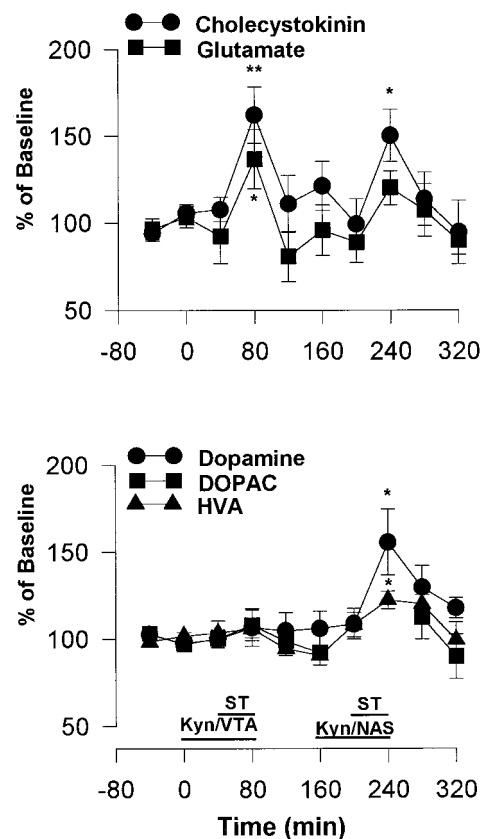 Cholecystokinin
Glutamate
200
**
*
150
*
100
50
% of Baseline
-80 0 80 160 240 320
Dopamine
DOPAC
HVA
200
*
150
*
100
ST ST
Kyn/VTA Kyn/NAS
50
% of Baseline
-80 0 80 160 240 320
Time (min)